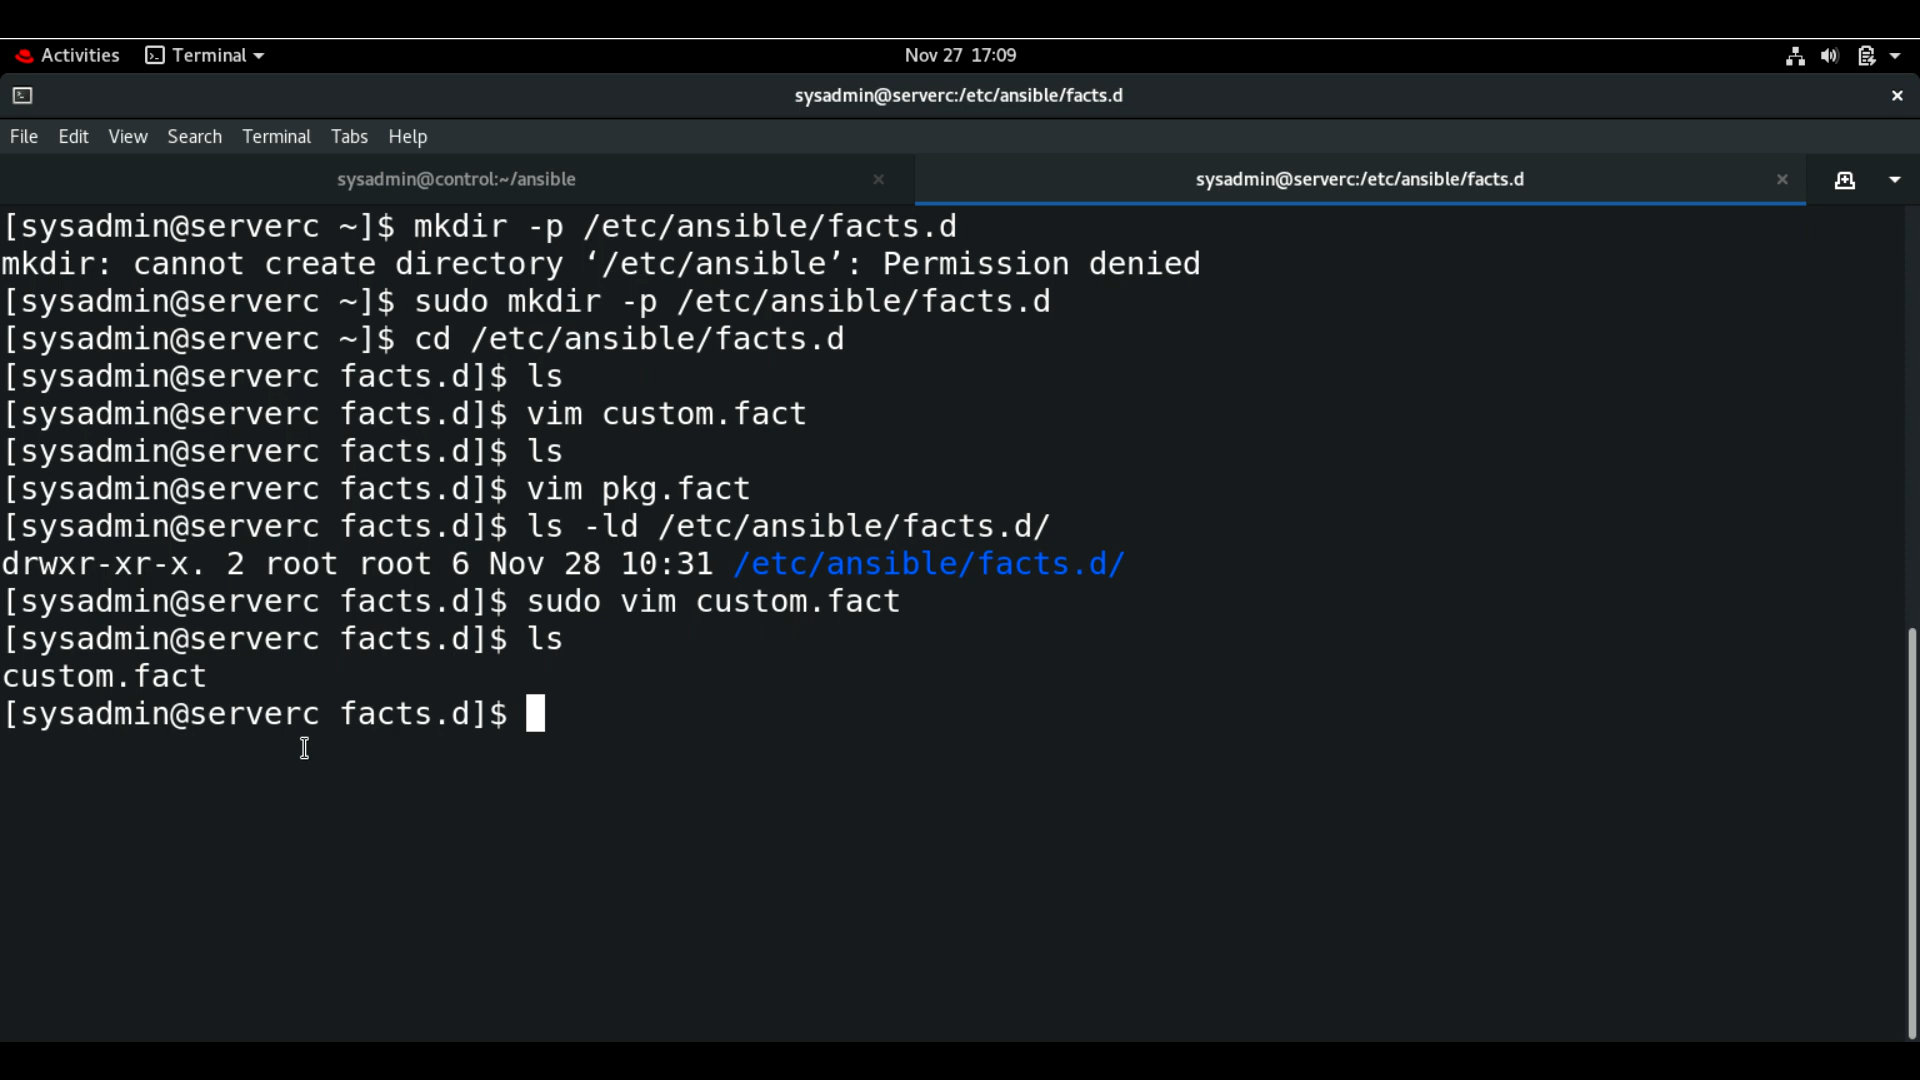 Activities Terminal Nov 27 17:09
sysadmin@serverc:/etc/ansible/facts.d
File Edit View Search Terminal Tabs Help
sysadmin@control:~/ansible sysadmin@serverc:/etc/ansible/facts.d
[sysadmin@serverc ~]$ mkdir -p /etc/ansible/facts.d
mkdir: cannot create directory ‘/etc/ansible’: Permission denied
[sysadmin@serverc ~]$ sudo mkdir -p /etc/ansible/facts.d
[sysadmin@serverc ~]$ cd /etc/ansible/facts.d
[sysadmin@serverc facts.d]$ ls
[sysadmin@serverc facts.d]$ vim custom.fact
[sysadmin@serverc facts.d]$ ls
[sysadmin@serverc facts.d]$ vim pkg.fact
[sysadmin@serverc facts.d]$ ls -ld /etc/ansible/facts.d/
drwxr-xr-x. 2 root root 6 Nov 28 10:31 /etc/ansible/facts.d/
[sysadmin@serverc facts.d]$ sudo vim custom.fact
[sysadmin@serverc facts.d]$ ls
custom.fact
[sysadmin@serverc facts.d]$